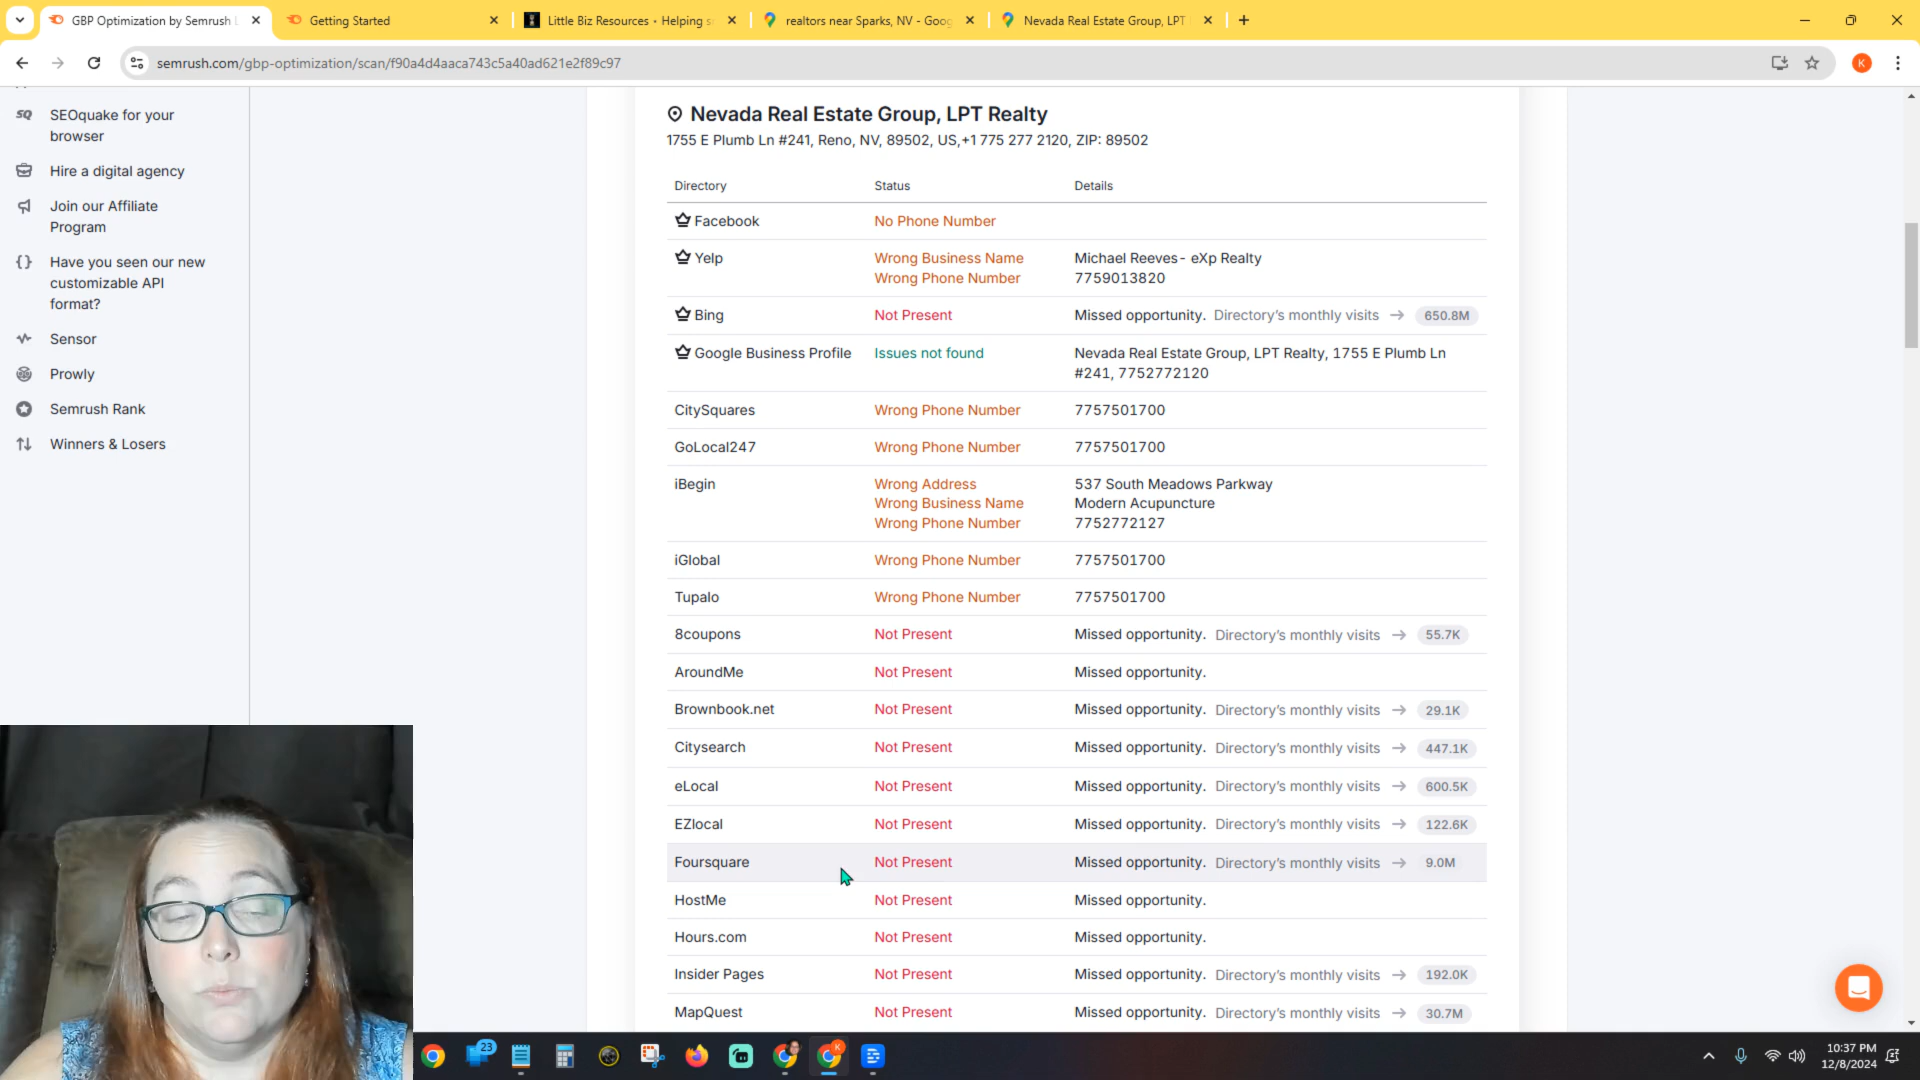 GBP Optimization by Semrush
Getting Started
Little Biz Resources • Helping s
realtors near Sparks, NV - Goog
Nevada Real Estate Group, LPT
semrush.com/gbp-optimization/scan/f90a4d4aaca743c5a40ad621e2f89c97
K
SEOquake for your
browser
Hire a digital agency
Join our Affiliate
Program
Have you seen our new
customizable API
format?
Sensor
Prowly
Semrush Rank
Winners & Losers
Nevada Real Estate Group, LPT Realty
1755 E Plumb Ln #241, Reno, NV, 89502, US,+1 775 277 2120, ZIP: 89502
Directory Status Details
Facebook No Phone Number
Yelp Wrong Business Name Michael Reeves- eXp Realty
Wrong Phone Number 7759013820
Bing Not Present Missed opportunity. Directory's monthly visits → 650.8M
Google Business Profile Issues not found Nevada Real Estate Group, LPT Realty, 1755 E Plumb Ln
#241, 7752772120
CitySquares Wrong Phone Number 7757501700
GoLocal247 Wrong Phone Number 7757501700
iBegin Wrong Address 537 South Meadows Parkway
Wrong Business Name Modern Acupuncture
Wrong Phone Number 7752772127
iGlobal Wrong Phone Number 7757501700
Tupalo Wrong Phone Number 7757501700
8coupons Not Present Missed opportunity. Directory's monthly visits → 55.7K
AroundMe Not Present Missed opportunity.
Brownbook.net Not Present Missed opportunity. Directory's monthly visits → 29.1K
Citysearch Not Present Missed opportunity. Directory's monthly visits → 447.1K
eLocal Not Present Missed opportunity. Directory's monthly visits → 600.5K
EZlocal Not Present Missed opportunity. Directory's monthly visits → 122.6K
Foursquare Not Present Missed opportunity. Directory's monthly visits → 9.0M
HostMe Not Present Missed opportunity.
Hours.com Not Present Missed opportunity.
Insider Pages Not Present Missed opportunity. Directory's monthly visits → 192.0K
MapQuest Not Present Missed opportunity. Directory's monthly visits → 30.7M
23
K
10:37 PM
12/8/2024